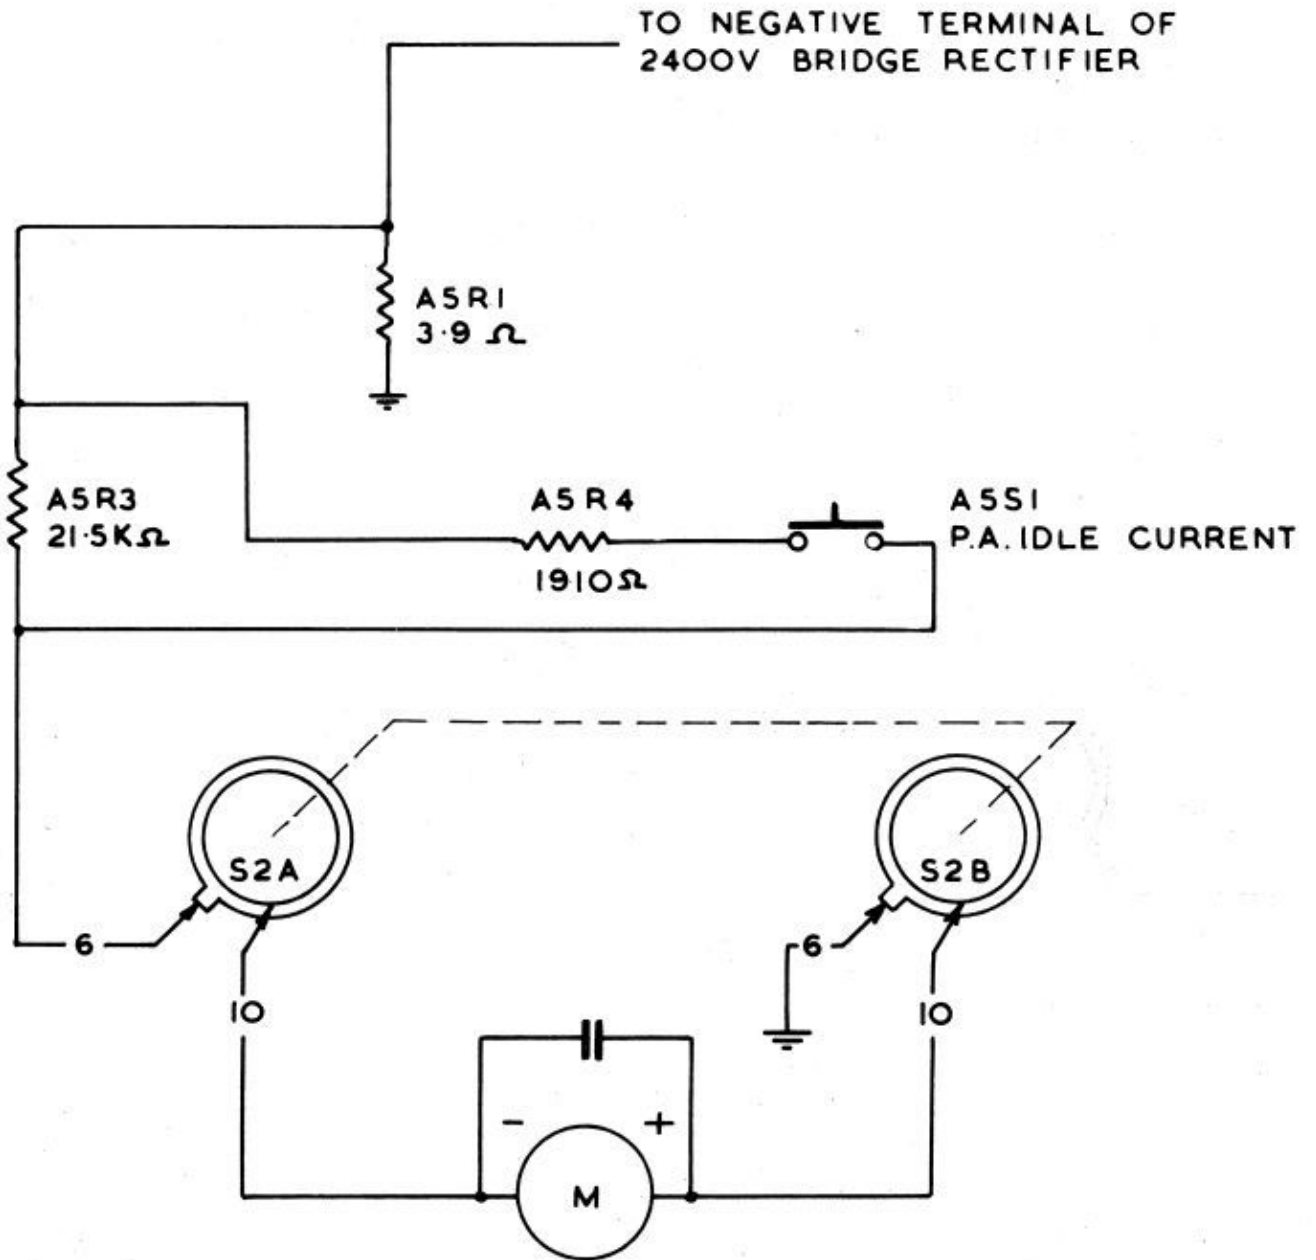 TO NEGATIVE TERMINAL OF
2400V BRIDGE RECTIFIER
A5R1
3·9 Ω
A5R3
21·5KΩ
A5R4
1910Ω
A5S1
P.A. IDLE CURRENT
S2A
S2B
6
6
10
10
- +
M